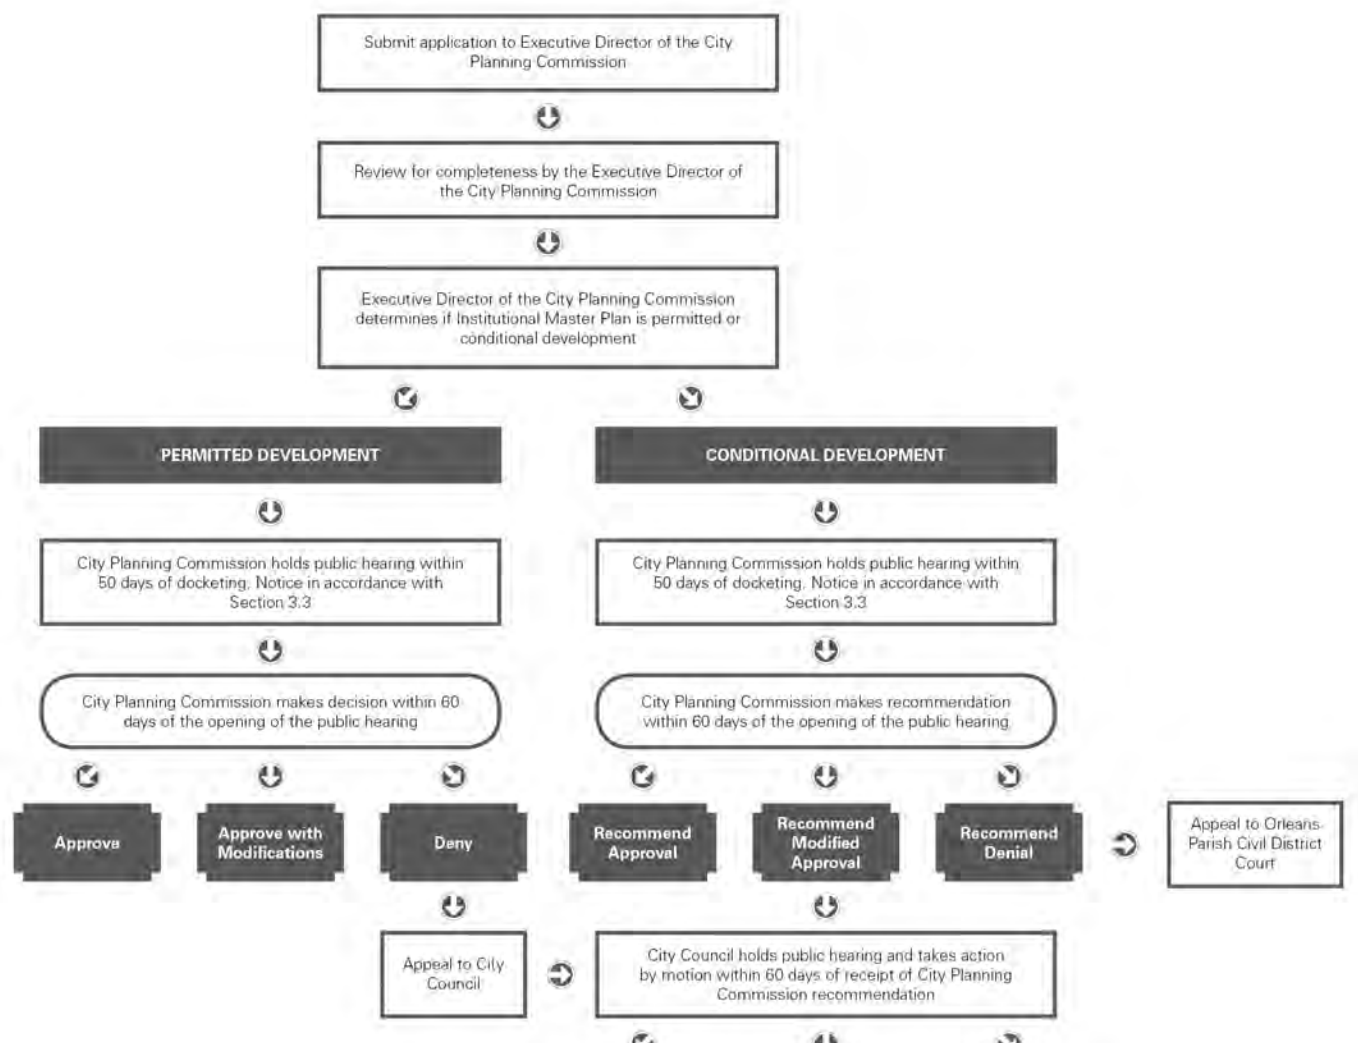 Submit application to Executive Director of the City
Planning Commission
Review for completeness by the Executive Director of
the City Planning Commission
Executive Director of the City Planning Commission
determines if Institutional Master Plan is permitted or
conditional development
PERMITTED DEVELOPMENT
CONDITIONAL DEVELOPMENT
City Planning Commission holds public hearing within
50 days of docketing. Notice in accordance with
Section 3.3
City Planning Commission holds public hearing within
50 days of docketing. Notice in accordance with
Section 3.3
City Planning Commission makes decision within 60
days of the opening of the public hearing
City Planning Commission makes recommendation
within 60 days of the opening of the public hearing
Approve
Approve with
Modifications
Deny
Recommend
Approval
Recommend
Modified
Approval
Recommend
Denial
Appeal to Orleans
Parish Civil District
Court
Appeal to City
Council
City Council holds public hearing and takes action
by motion within 60 days of receipt of City Planning
Commission recommendation